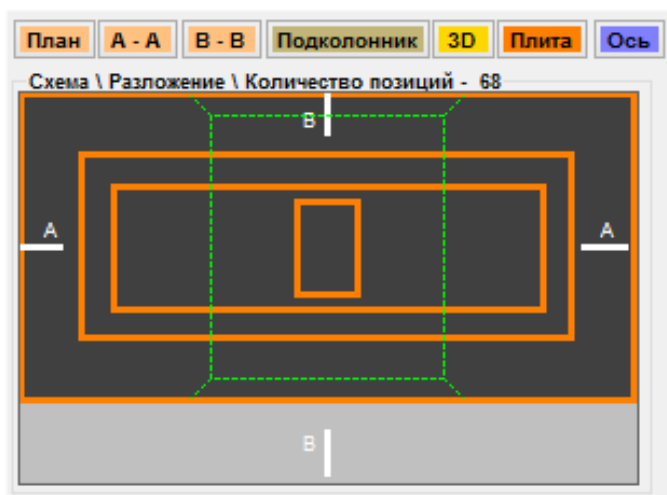 План A - A B - B Подколонник 3D Плита Ось
Схема \ Разложение \ Количество позиций - 68
B
A A
B